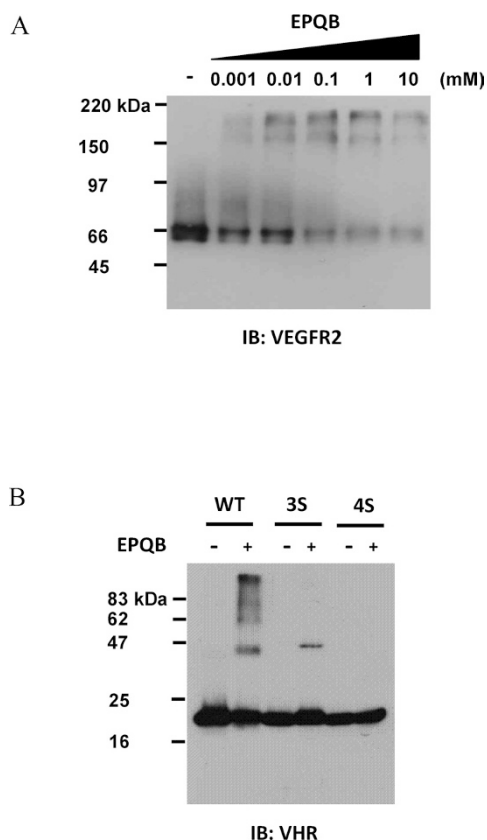 A
EPQB
- 0.001 0.01 0.1 1 10 (mM)
220 kDa
150
97
66
45
IB: VEGFR2
B
WT 3S 4S
EPQB - + - + - +
83 kDa
62
47
25
16
IB: VHR